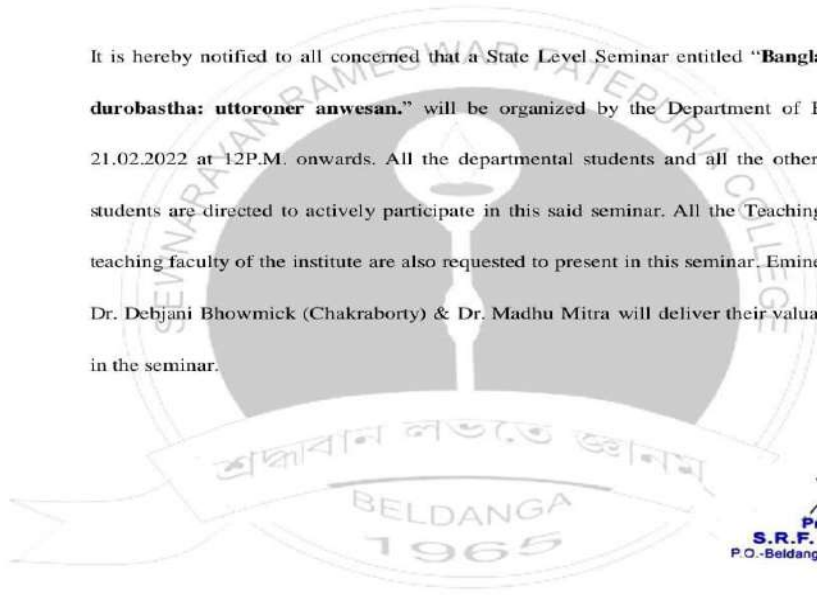 It is hereby notified to all concerned that a State Level Seminar entitled “Bangla
durobastha: uttoroner anwesan.” will be organized by the Department of B
21.02.2022 at 12P.M. onwards. All the departmental students and all the other
students are directed to actively participate in this said seminar. All the Teaching
teaching faculty of the institute are also requested to present in this seminar. Emine
Dr. Debjani Bhowmick (Chakraborty) & Dr. Madhu Mitra will deliver their valua
in the seminar.
SEWNARAYAN RAMESWAR FATEPURIA COLLEGE
শ্রদ্ধাবান লভতে জ্ঞানম
BELDANGA
1965
S.R.F.
P.O.-Beldang